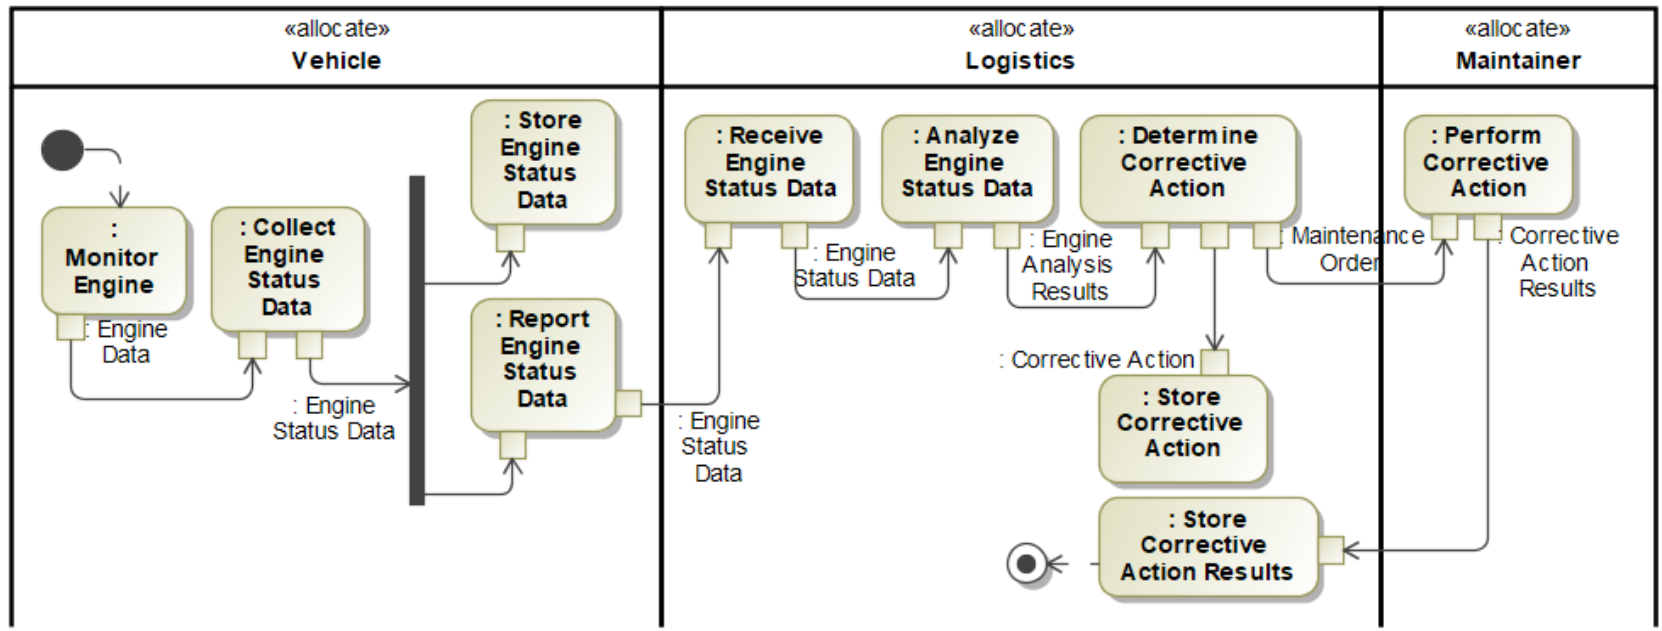 «allocate»
Vehicle
«allocate»
Logistics
«allocate»
Maintainer
:
Monitor
Engine
: Engine
Data
: Collect
Engine
Status
Data
: Engine
Status Data
: Store
Engine
Status
Data
: Report
Engine
Status
Data
: Engine
Status
Data
: Receive
Engine
Status Data
: Engine
Status Data
: Analyze
Engine
Status Data
: Engine
Analysis
Results
: Determine
Corrective
Action
: Maintenance
Order
: Corrective Action
: Store
Corrective
Action
: Perform
Corrective
Action
: Corrective
Action
Results
: Store
Corrective
Action Results